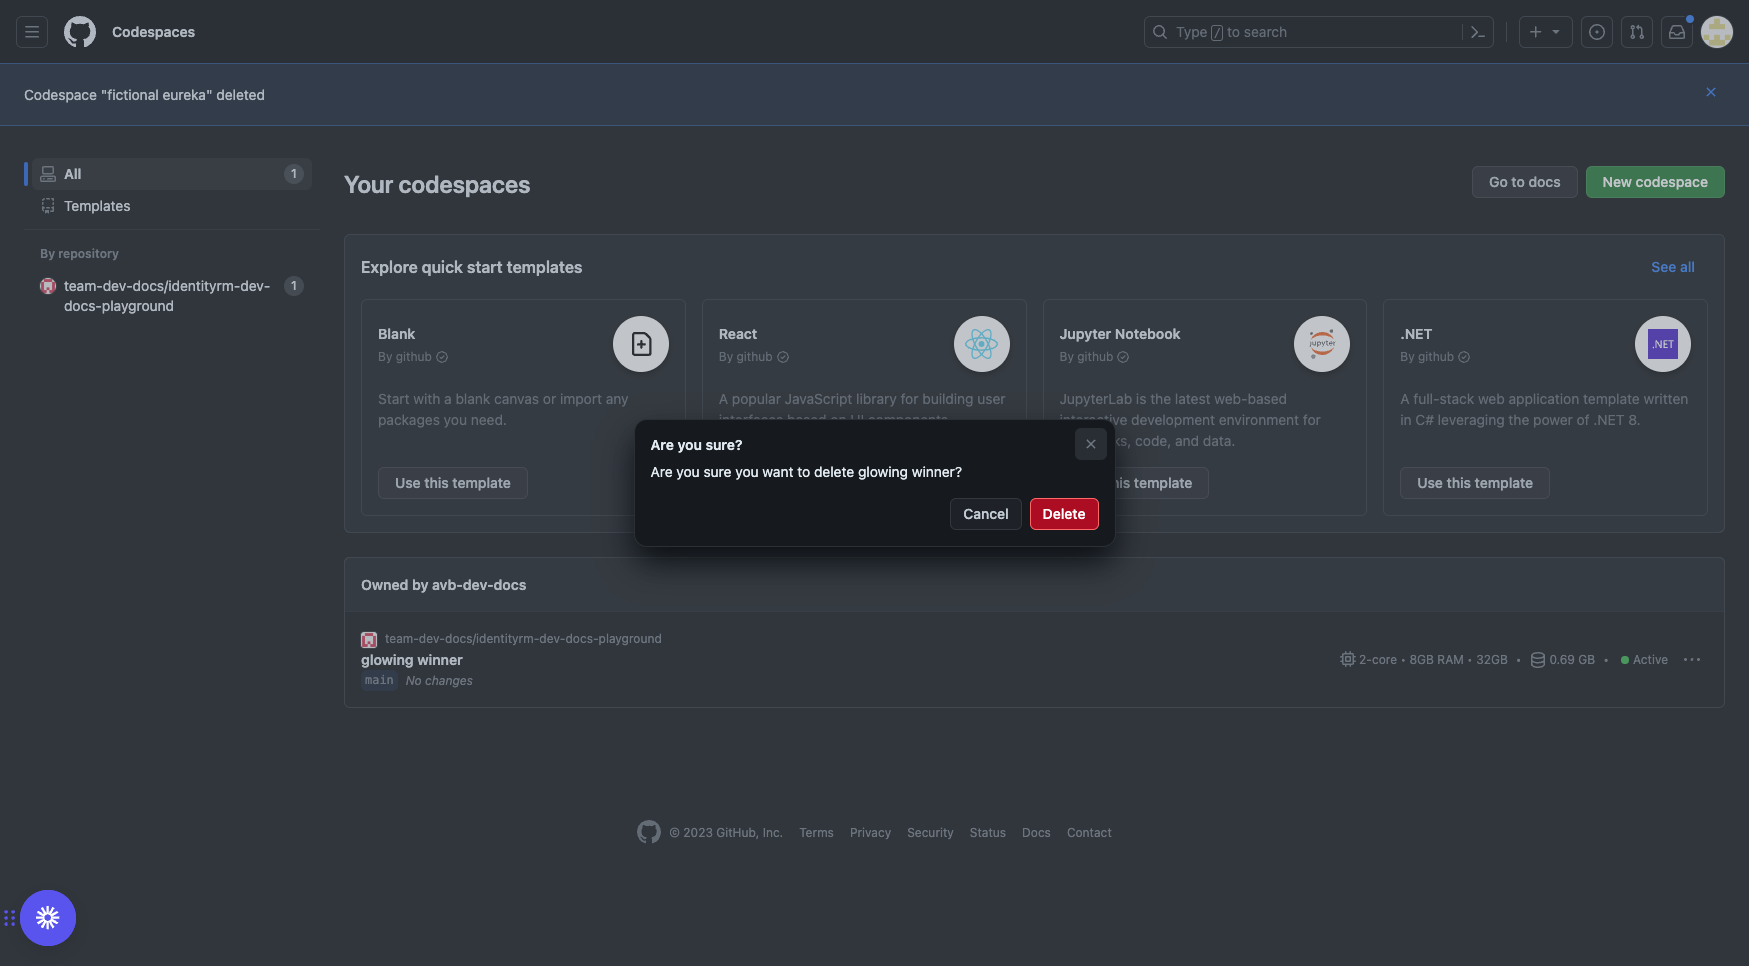 Codespaces
Type / to search
Codespace "fictional eureka" deleted
All 1
Templates
By repository
team-dev-docs/identityrm-dev-docs-playground 1
Your codespaces
Go to docs
New codespace
Explore quick start templates
See all
Blank
By github
Start with a blank canvas or import any
packages you need.
Use this template
React
By github
A popular JavaScript library for building user
interfaces based on UI components.
Jupyter Notebook
By github
jupyter
JupyterLab is the latest web-based
interactive development environment for
ks, code, and data.
is template
.NET
By github
.NET
A full-stack web application template written
in C# leveraging the power of .NET 8.
Use this template
Are you sure?
Are you sure you want to delete glowing winner?
Cancel
Delete
Owned by avb-dev-docs
team-dev-docs/identityrm-dev-docs-playground
glowing winner
main No changes
2-core • 8GB RAM • 32GB • 0.69 GB • Active
© 2023 GitHub, Inc. Terms Privacy Security Status Docs Contact